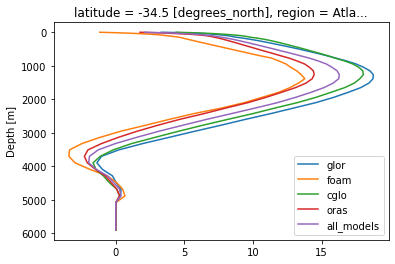 latitude = -34.5 [degrees_north], region = Atla...
0
1000
2000
3000
4000
5000
6000
Depth [m]
glor
foam
cglo
oras
all_models
0
5
10
15